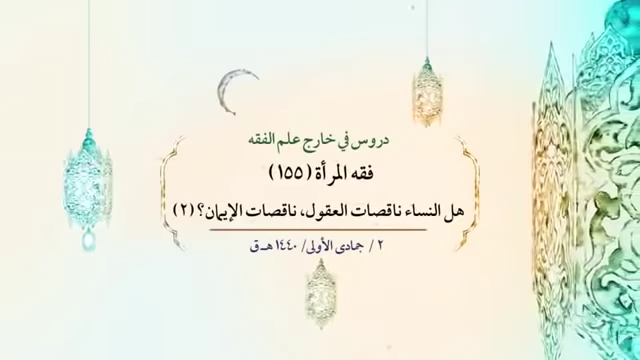 دروس في خارج علم الفقه
فقه المرأة (١٥٥)
هل النساء ناقصات العقول، ناقصات الإيمان؟ (٢)
٢ / جمادى الأولى/ ١٤٤٠ هـ ق